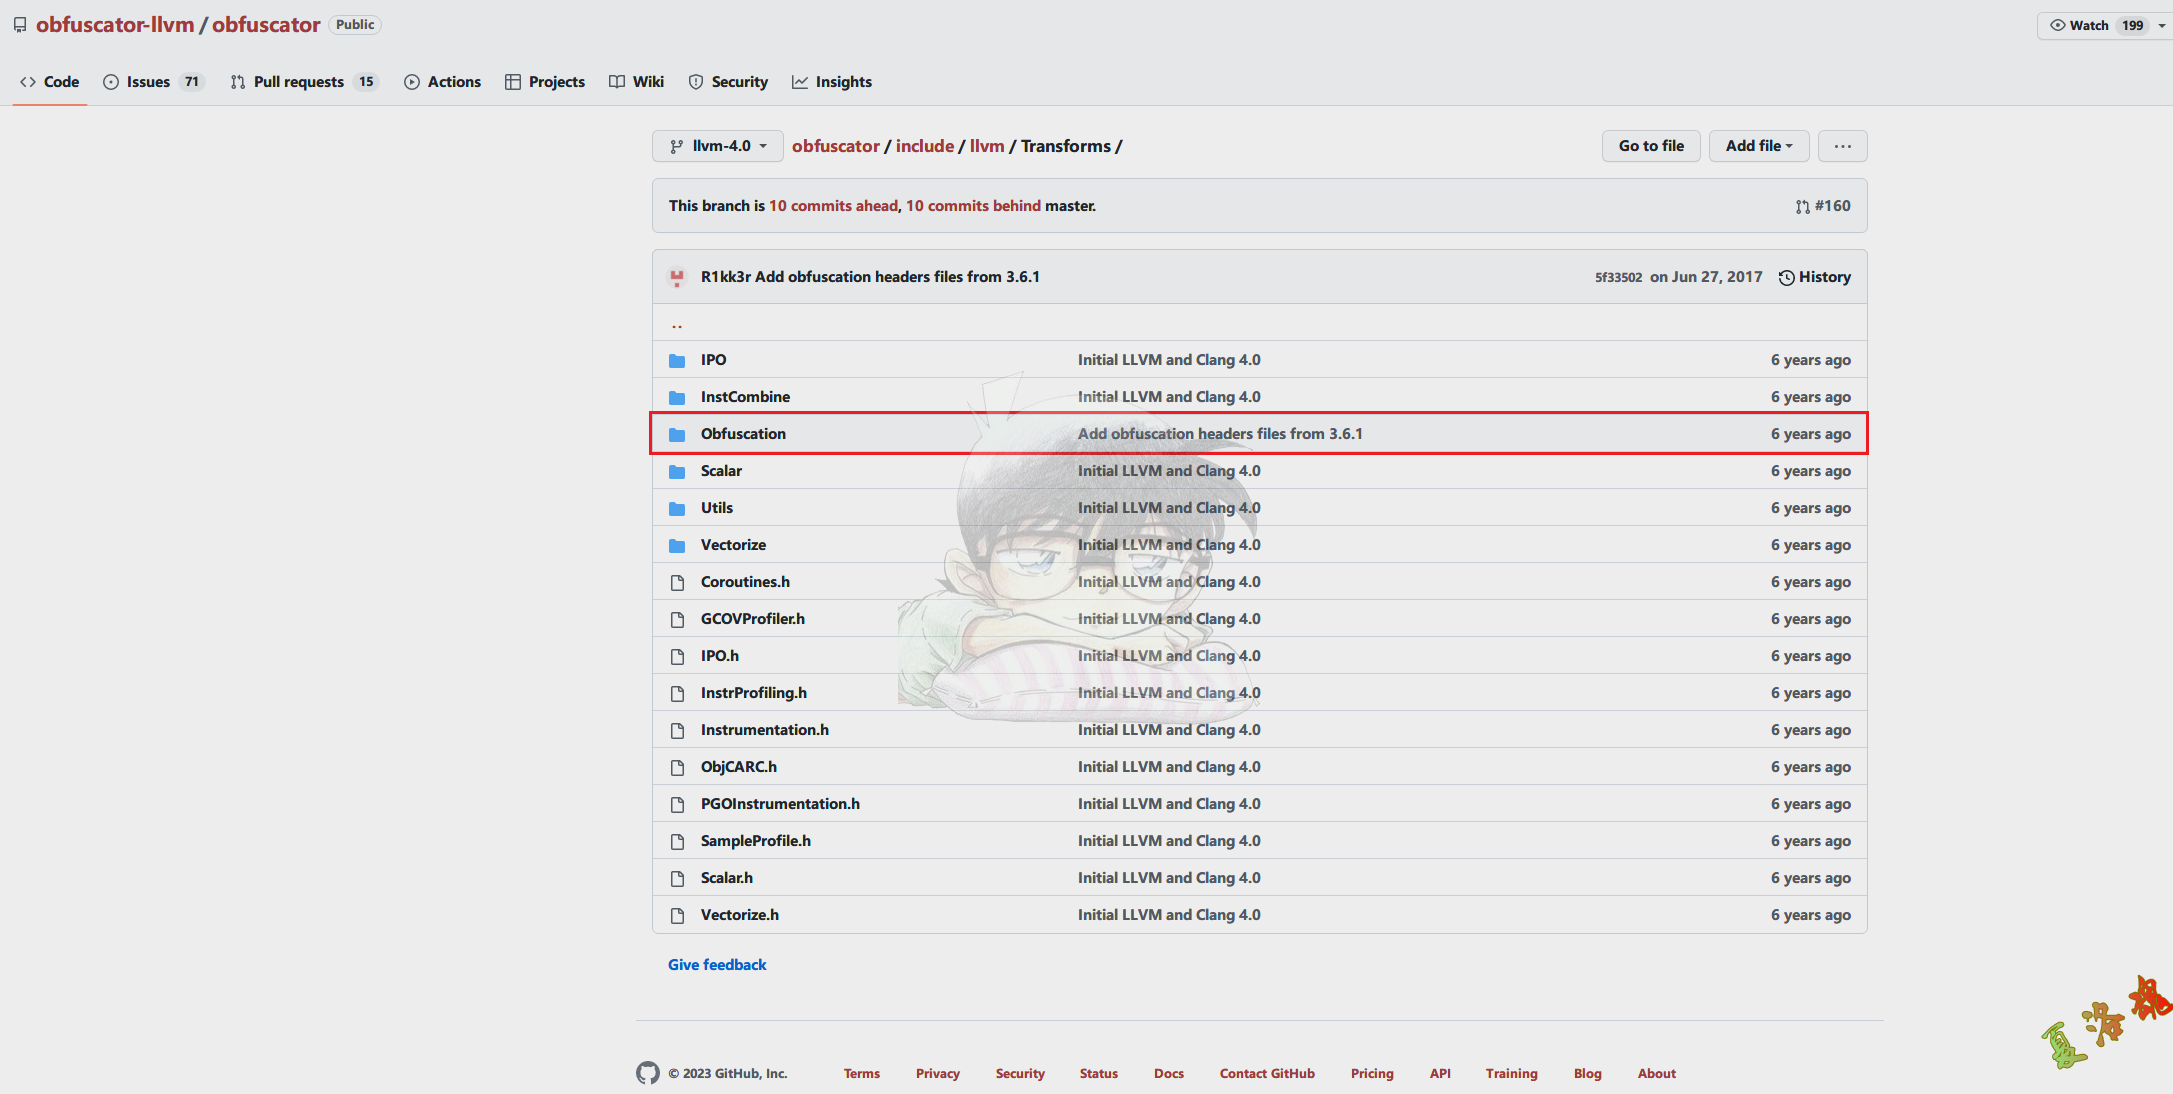 obfuscator-llvm / obfuscator Public
Watch 199
Code Issues 71 Pull requests 15 Actions Projects Wiki Security Insights
llvm-4.0 obfuscator / include / llvm / Transforms /
Go to file Add file ...
This branch is 10 commits ahead, 10 commits behind master. #160
R1kk3r Add obfuscation headers files from 3.6.1 5f33502 on Jun 27, 2017 History
..
IPO Initial LLVM and Clang 4.0 6 years ago
InstCombine Initial LLVM and Clang 4.0 6 years ago
Obfuscation Add obfuscation headers files from 3.6.1 6 years ago
Scalar Initial LLVM and Clang 4.0 6 years ago
Utils Initial LLVM and Clang 4.0 6 years ago
Vectorize Initial LLVM and Clang 4.0 6 years ago
Coroutines.h Initial LLVM and Clang 4.0 6 years ago
GCOVProfiler.h Initial LLVM and Clang 4.0 6 years ago
IPO.h Initial LLVM and Clang 4.0 6 years ago
InstrProfiling.h Initial LLVM and Clang 4.0 6 years ago
Instrumentation.h Initial LLVM and Clang 4.0 6 years ago
ObjCARC.h Initial LLVM and Clang 4.0 6 years ago
PGOInstrumentation.h Initial LLVM and Clang 4.0 6 years ago
SampleProfile.h Initial LLVM and Clang 4.0 6 years ago
Scalar.h Initial LLVM and Clang 4.0 6 years ago
Vectorize.h Initial LLVM and Clang 4.0 6 years ago
Give feedback
夏洛魂
© 2023 GitHub, Inc. Terms Privacy Security Status Docs Contact GitHub Pricing API Training Blog About